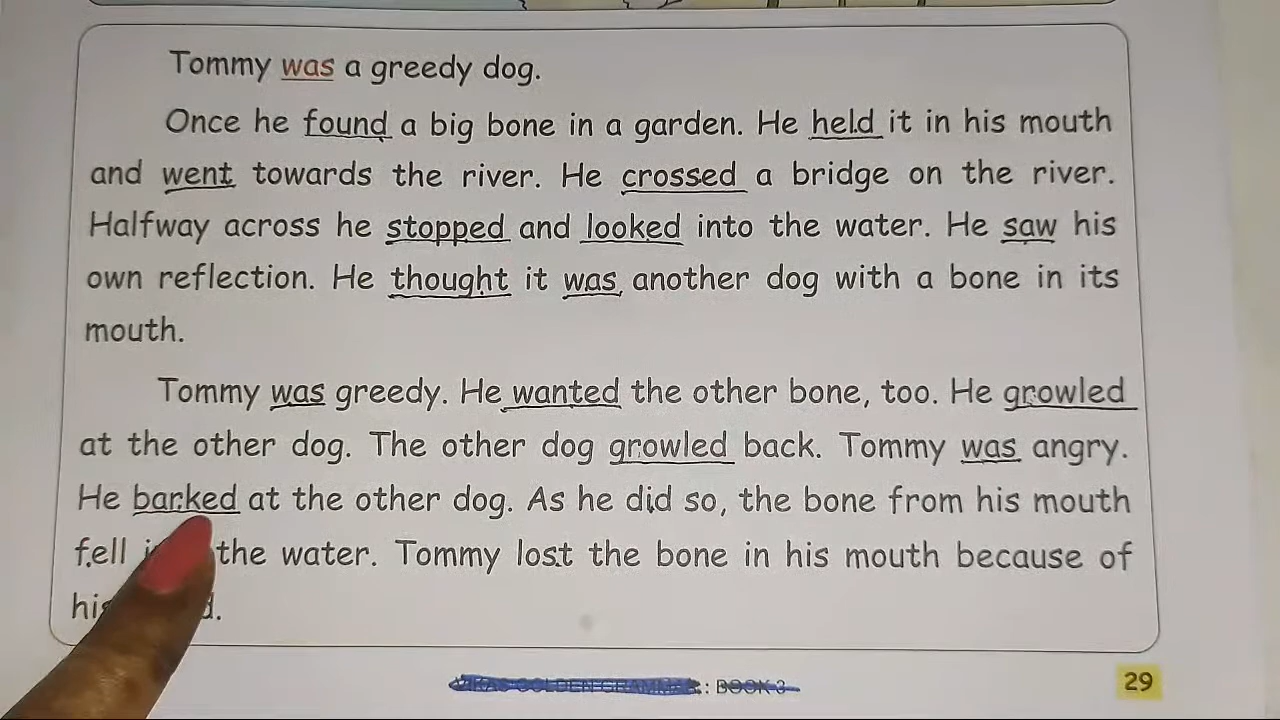 Tommy was a greedy dog.
Once he found a big bone in a garden. He held it in his mouth
and went towards the river. He crossed a bridge on the river.
Halfway across he stopped and looked into the water. He saw his
own reflection. He thought it was another dog with a bone in its
mouth.
Tommy was greedy. He wanted the other bone, too. He growled
at the other dog. The other dog growled back. Tommy was angry.
He barked at the other dog. As he did so, the bone from his mouth
fell the water. Tommy lost the bone in his mouth because of
his
: BOOK 3
29